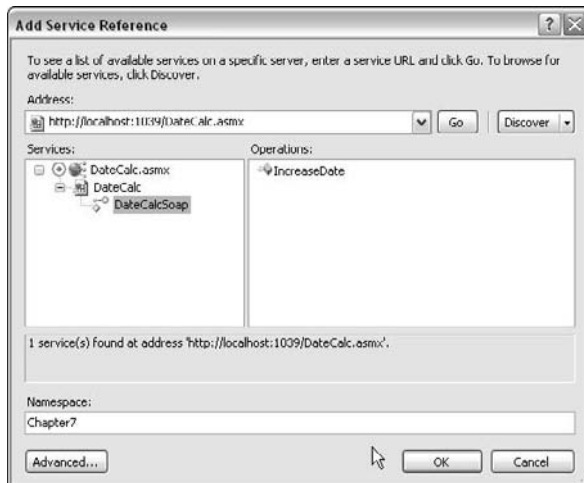 Add Service Reference
To see a list of available services on a specific server, enter a service URL and click Go. To browse for
available services, click Discover.
Address:
http://localhost:1039/DateCalc.asmx
Go
Discover
Services:
Operations:
DateCalc.asmx
DateCalc
DateCalcSoap
IncreaseDate
1 service(s) found at address 'http://localhost:1039/DateCalc.asmx'.
Namespace:
Chapter7
Advanced...
OK
Cancel